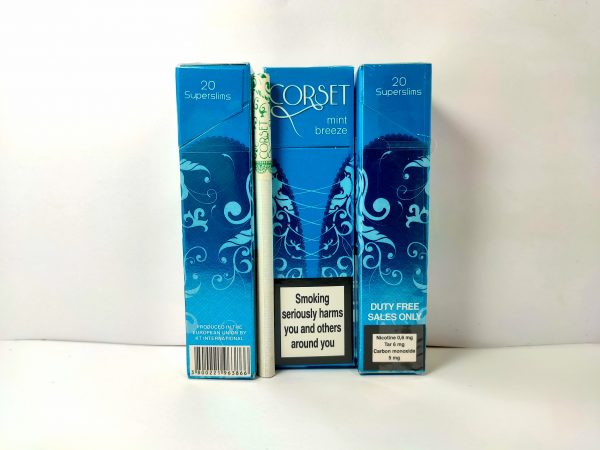 20
Superslims
PRODUCED IN THE
EUROPEAN UNION BY
KT INTERNATIONAL
3800221963866
CORSET
CORSET
mint
breeze
Smoking
seriously harms
you and others
around you
20
Superslims
DUTY FREE
SALES ONLY
Nicotine 0,6 mg
Tar 6 mg
Carbon monoxide
5 mg